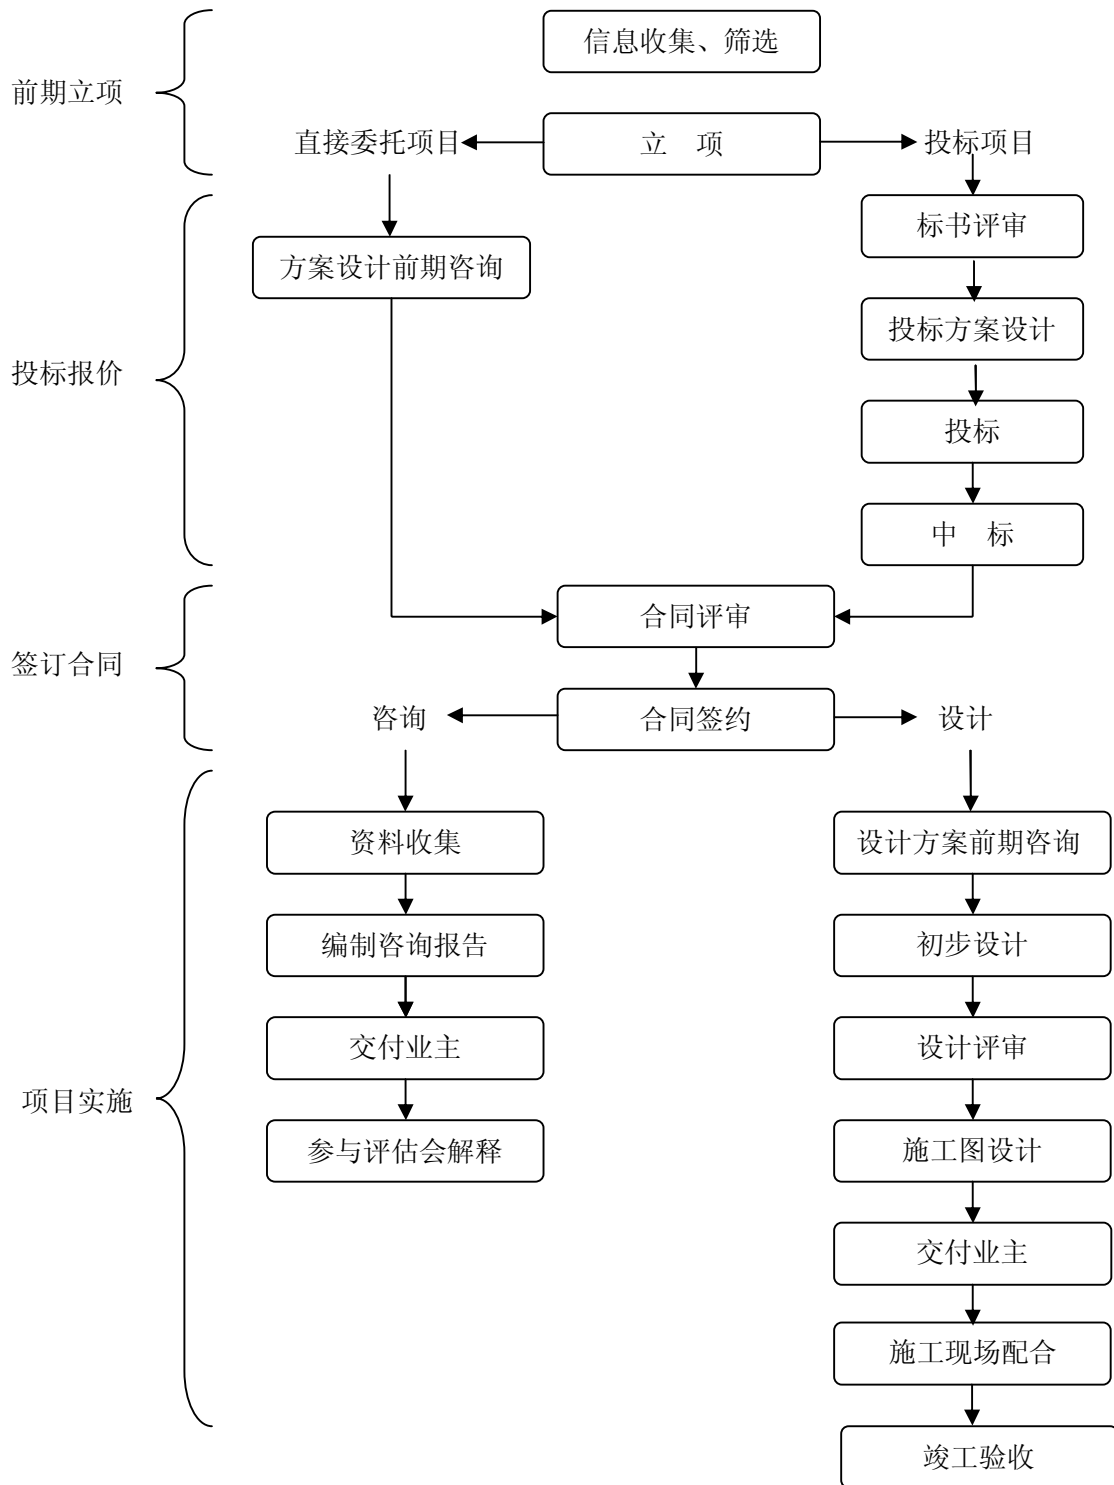 信息收集、筛选
前期立项
直接委托项目
立 项
投标项目
标书评审
方案设计前期咨询
投标方案设计
投标报价
投标
中 标
合同评审
签订合同
咨询
合同签约
设计
资料收集
设计方案前期咨询
编制咨询报告
初步设计
交付业主
设计评审
项目实施
参与评估会解释
施工图设计
交付业主
施工现场配合
竣工验收